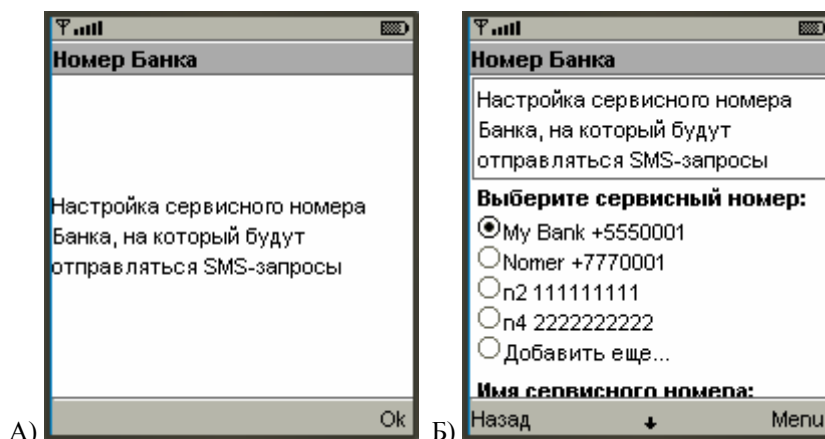 Номер Банка
Настройка сервисного номера
Банка, на который будут
отправляться SMS-запросы
Ok
А)
Номер Банка
Настройка сервисного номера
Банка, на который будут
отправляться SMS-запросы
Выберите сервисный номер:
My Bank +5550001
Nomer +7770001
n2 111111111
n4 2222222222
Добавить еще...
Имя сервисного номера:
Назад Menu
Б)